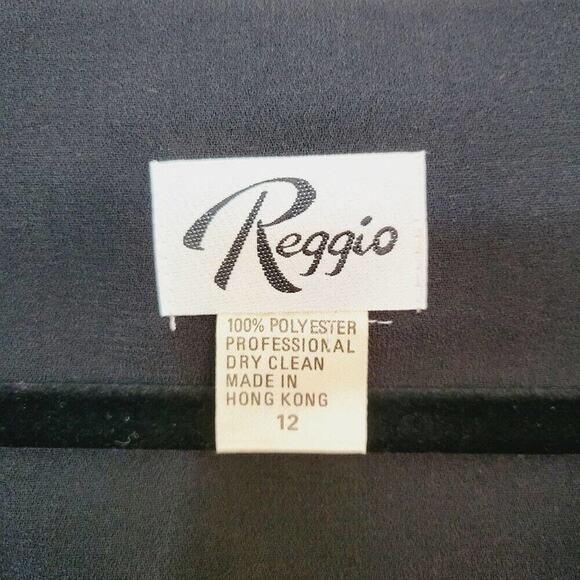 Reggio
100% POLYESTER
PROFESSIONAL
DRY CLEAN
MADE IN
HONG KONG
12